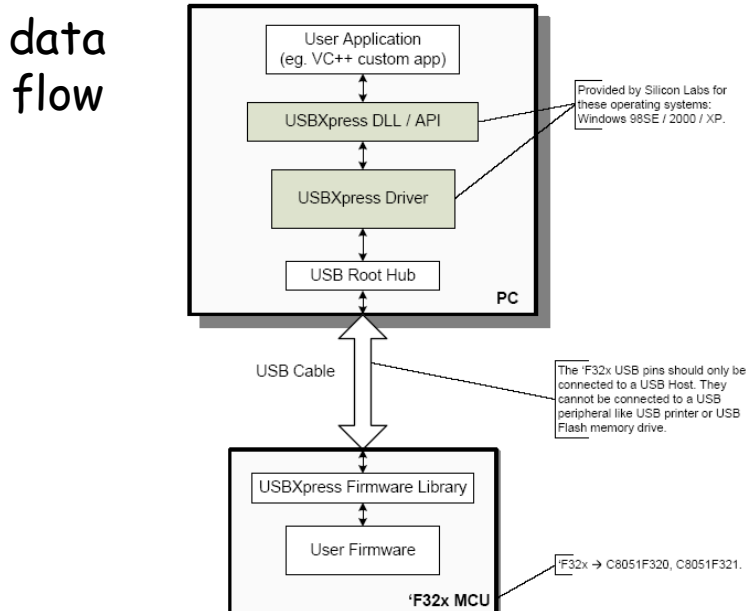 data
flow
User Application
(eg. VC++ custom app)
USBXpress DLL / API
Provided by Silicon Labs for
these operating systems:
Windows 98SE / 2000 / XP.
USBXpress Driver
USB Root Hub
PC
USB Cable
The 'F32x USB pins should only be
connected to a USB Host. They
cannot be connected to a USB
peripheral like USB printer or USB
Flash memory drive.
USBXpress Firmware Library
User Firmware
'F32x → C8051F320, C8051F321.
'F32x MCU